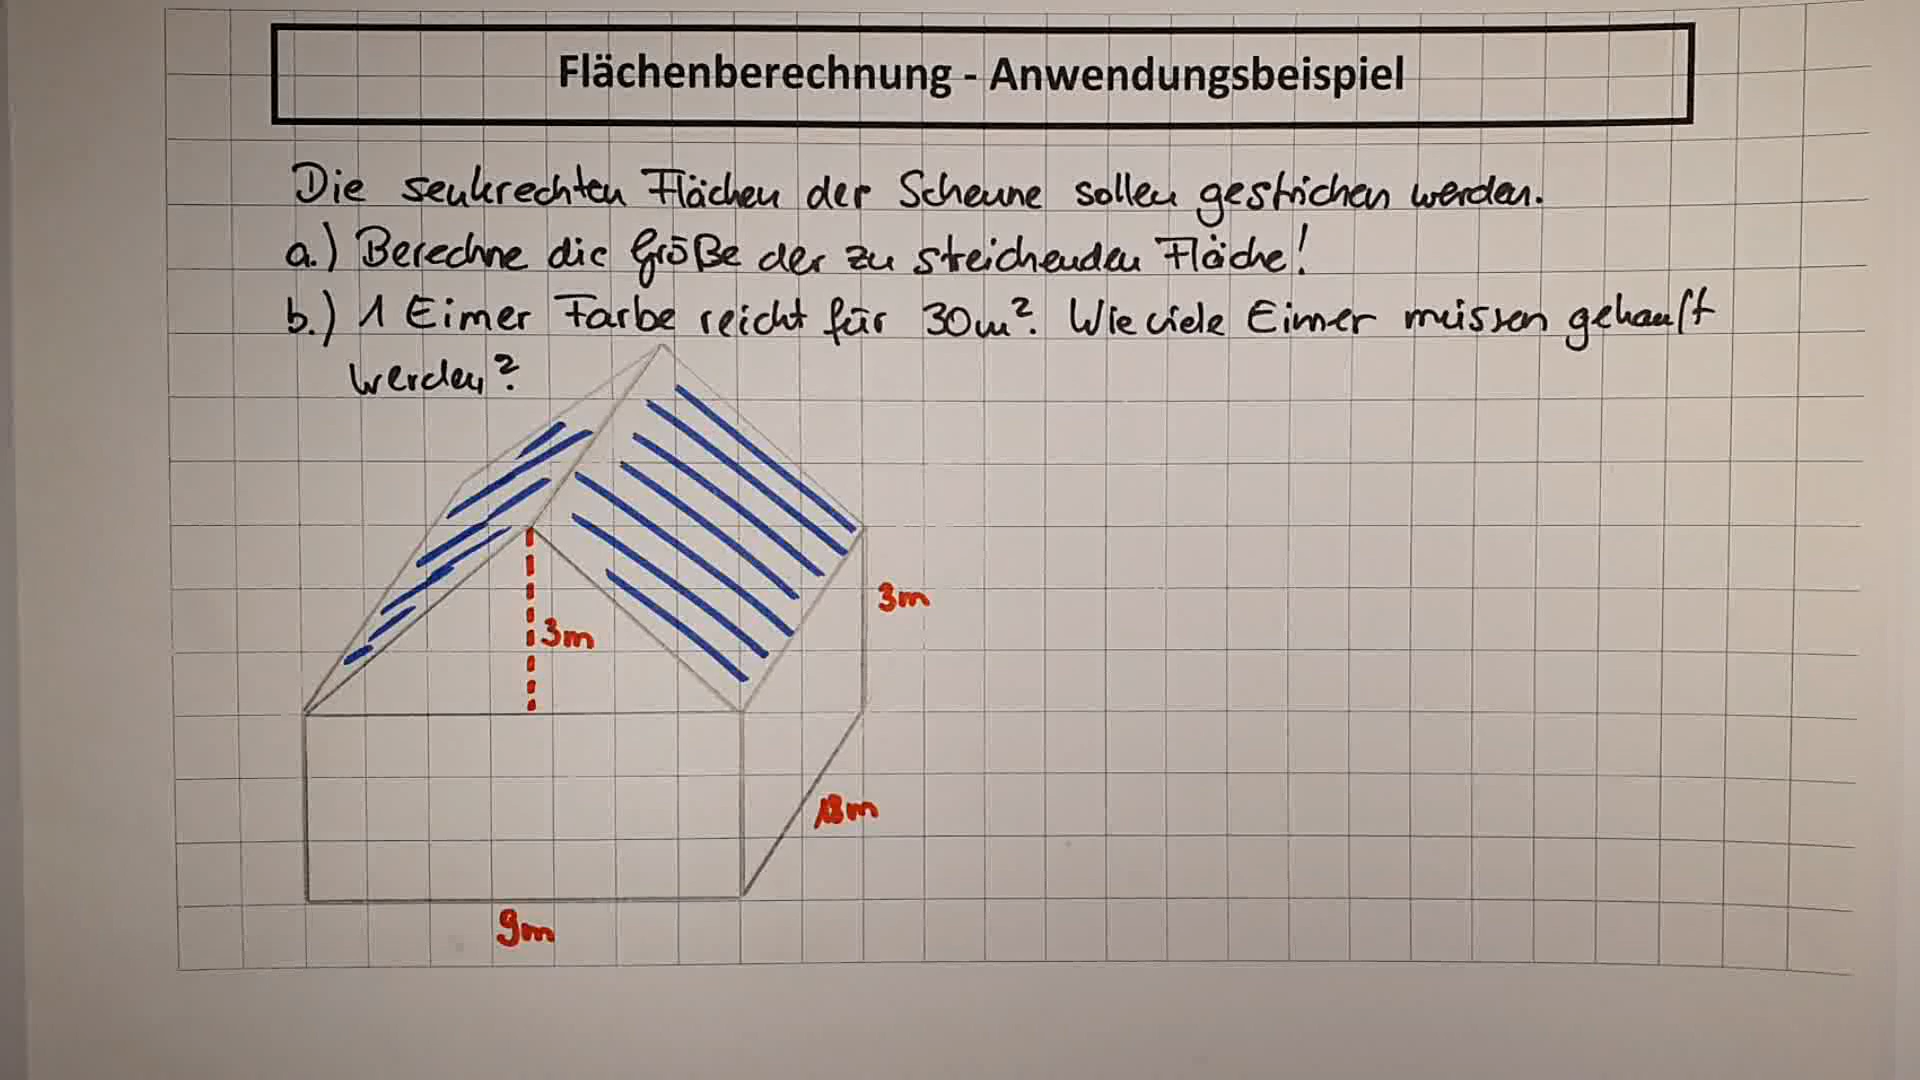 Flächenberechnung - Anwendungsbeispiel
Die senkrechten Flächen der Scheune sollen gestrichen werden.
a.) Berechne die Größe der zu streichenden Fläche!
b.) 1 Eimer Farbe reicht für 30m². Wie viele Eimer müssen gekauft
werden?
3m
3m
18m
9m